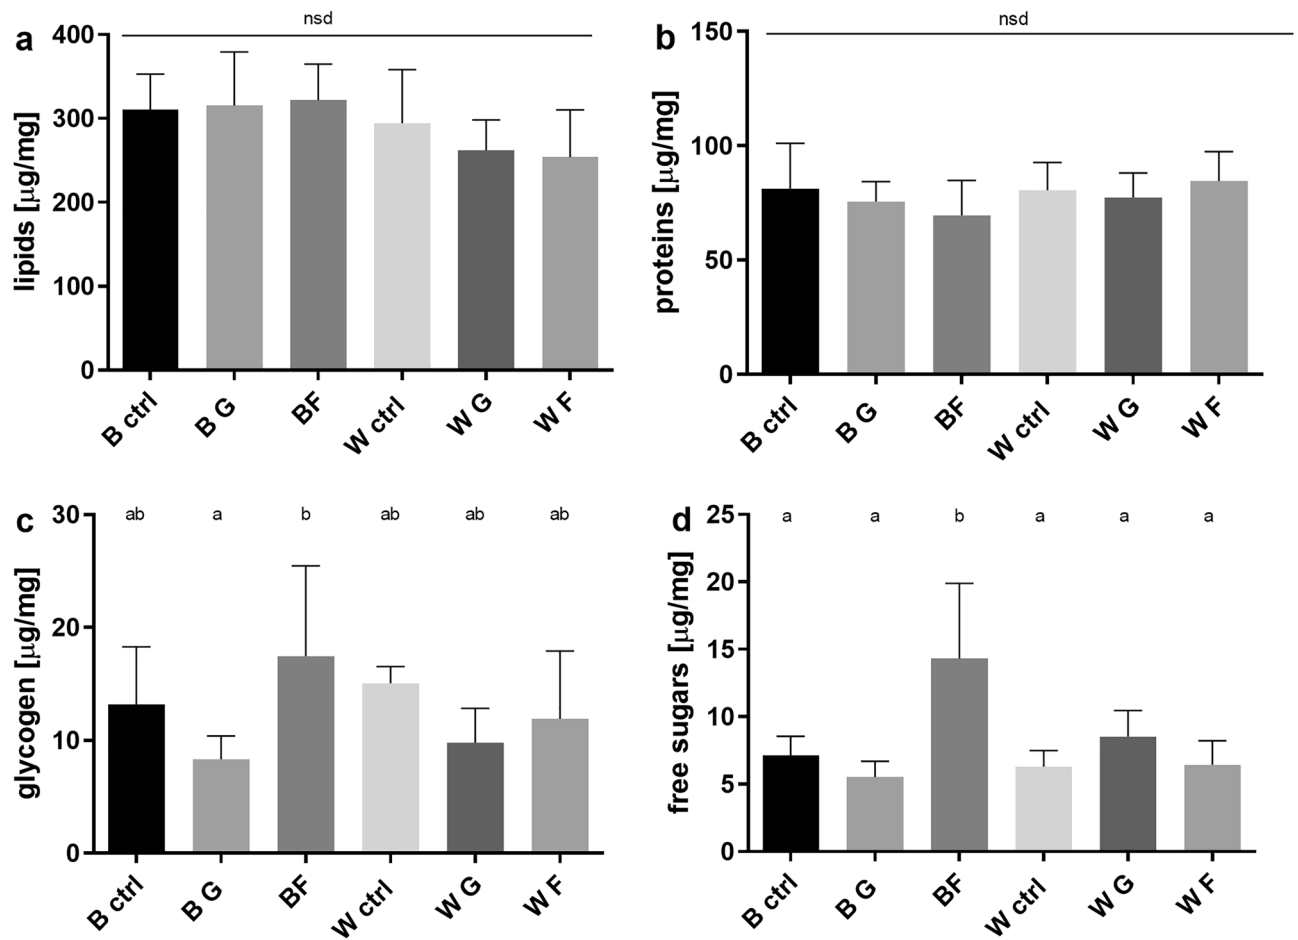 a
nsd
lipids [μg/mg]
400
300
200
100
0
B ctrl
B G
BF
W ctrl
W G
W F
b
nsd
proteins [μg/mg]
150
100
50
0
B ctrl
B G
BF
W ctrl
W G
W F
c
ab a b ab ab ab
glycogen [μg/mg]
30
20
10
0
B ctrl
B G
BF
W ctrl
W G
W F
d
a a b a a a
free sugars [μg/mg]
25
20
15
10
5
0
B ctrl
B G
BF
W ctrl
W G
W F